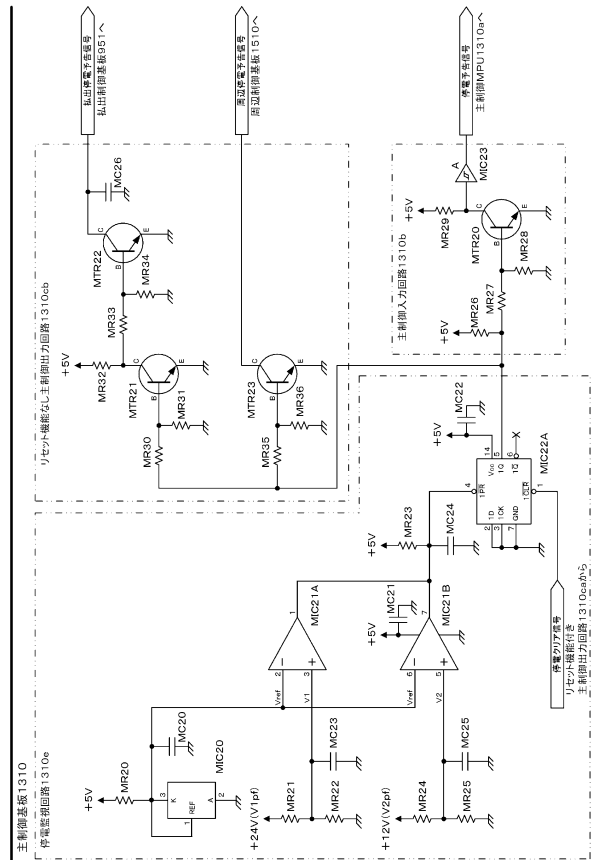 主制御基板1310
停電監視回路1310e
+5V
MR20
MC20
K
3
REF
1
A
2
MIC20
+24V(V1pf)
MR21
MR22
MC23
+12V(V2pf)
MR24
MR25
MC25
Vref
2
V1
3
1
MIC21A
Vref
6
V2
5
7
MIC21B
+5V
MC21
+5V
MR23
MC24
停電クリア信号
リセット機能付き
主制御出力回路1310caから
2
1D
3
1CK
7
GND
4
1PR
1CLR
1
14
Vcc
5
1Q
6
1Q
MIC22A
+5V
MC22
リセット機能なし主制御出力回路1310cb
MR30
MR31
B
C
E
MTR21
+5V
MR32
MR33
MR34
B
C
E
MTR22
MC26
払出停電予告信号
払出制御基板951へ
MR35
MR36
B
C
E
MTR23
周辺停電予告信号
周辺制御基板1510へ
主制御入力回路1310b
+5V
MR26
MR27
MR28
B
C
E
MTR20
+5V
MR29
A
MIC23
停電予告信号
主制御MPU1310aへ